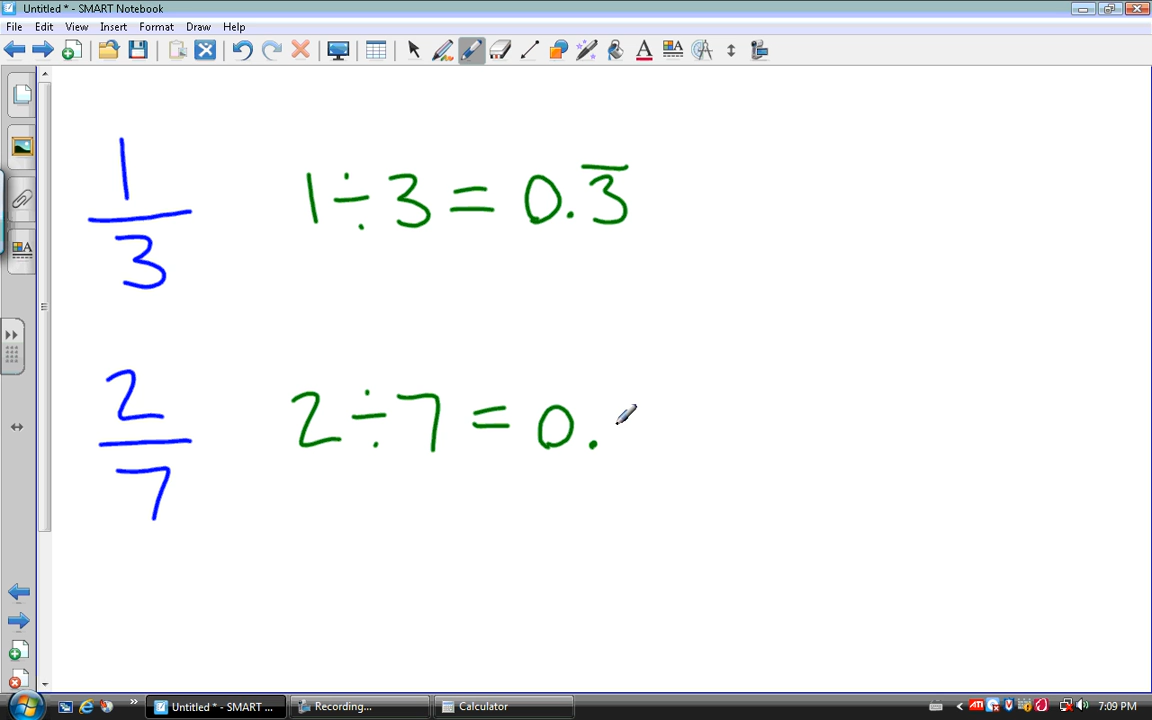 Untitled * - SMART Notebook
File Edit View Insert Format Draw Help
1/3 1 ÷ 3 = 0.3̅
2/7 2 ÷ 7 = 0.
Untitled * - SMART ... Recording... Calculator 7:09 PM